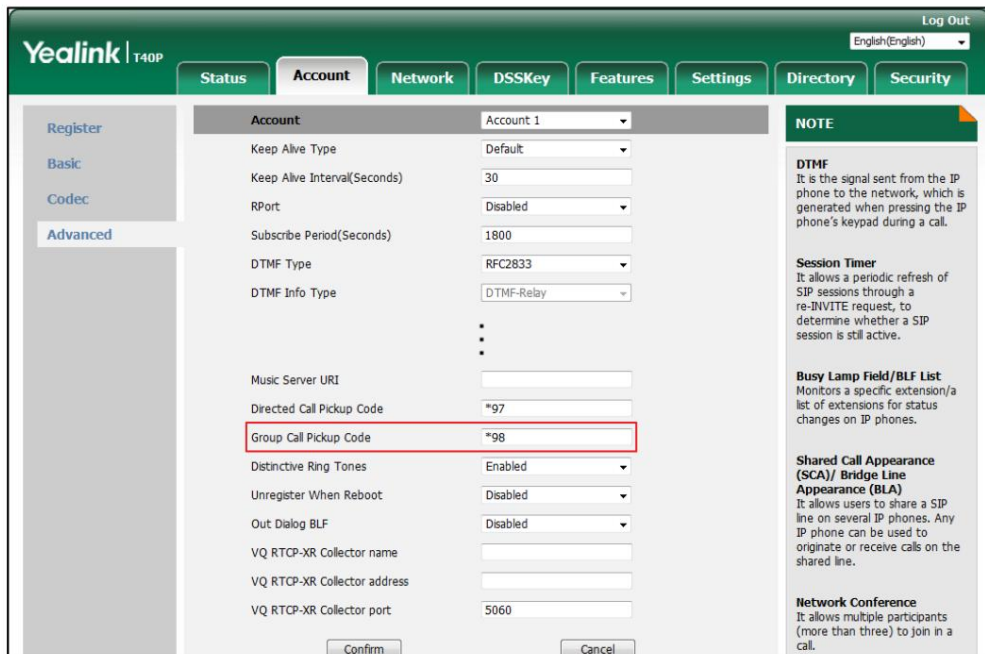 Log Out
English(English)
Yealink T40P
Status Account Network DSSKey Features Settings Directory Security
Register
Basic
Codec
Advanced
Account Account 1
Keep Alive Type Default
Keep Alive Interval(Seconds) 30
RPort Disabled
Subscribe Period(Seconds) 1800
DTMF Type RFC2833
DTMF Info Type DTMF-Relay
Music Server URI
Directed Call Pickup Code *97
Group Call Pickup Code *98
Distinctive Ring Tones Enabled
Unregister When Reboot Disabled
Out Dialog BLF Disabled
VQ RTCP-XR Collector name
VQ RTCP-XR Collector address
VQ RTCP-XR Collector port 5060
Confirm Cancel
NOTE
DTMF
It is the signal sent from the IP
phone to the network, which is
generated when pressing the IP
phone's keypad during a call.
Session Timer
It allows a periodic refresh of
SIP sessions through a
re-INVITE request, to
determine whether a SIP
session is still active.
Busy Lamp Field/BLF List
Monitors a specific extension/a
list of extensions for status
changes on IP phones.
Shared Call Appearance
(SCA)/ Bridge Line
Appearance (BLA)
It allows users to share a SIP
line on several IP phones. Any
IP phone can be used to
originate or receive calls on the
shared line.
Network Conference
It allows multiple participants
(more than three) to join in a
call.